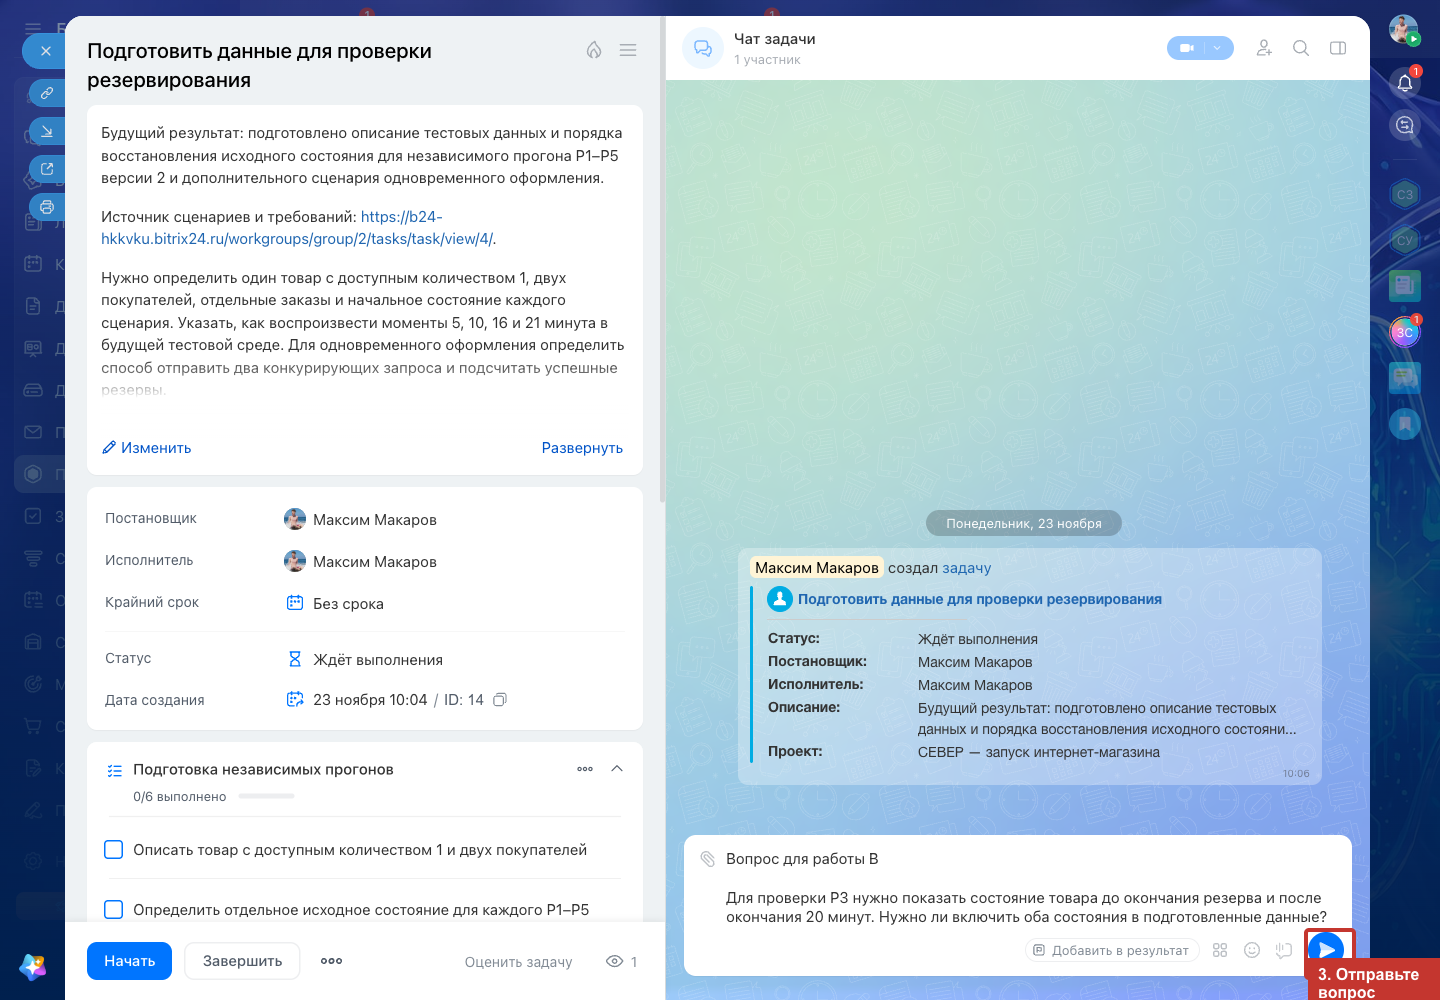 Подготовить данные для проверки
резервирования
Будущий результат: подготовлено описание тестовых данных и порядка
восстановления исходного состояния для независимого прогона P1–P5
версии 2 и дополнительного сценария одновременного оформления.
Источник сценариев и требований: https://b24-
hkkvku.bitrix24.ru/workgroups/group/2/tasks/task/view/4/.
Нужно определить один товар с доступным количеством 1, двух
покупателей, отдельные заказы и начальное состояние каждого
сценария. Указать, как воспроизвести моменты 5, 10, 16 и 21 минута в
будущей тестовой среде. Для одновременного оформления определить
способ отправить два конкурирующих запроса и подсчитать успешные
резервы.
Изменить
Развернуть
Постановщик
Максим Макаров
Исполнитель
Максим Макаров
Крайний срок
Без срока
Статус
Ждёт выполнения
Дата создания
23 ноября 10:04 / ID: 14
Подготовка независимых прогонов
0/6 выполнено
Описать товар с доступным количеством 1 и двух покупателей
Определить отдельное исходное состояние для каждого P1–P5
Начать
Завершить
Оценить задачу
1
Чат задачи
1 участник
Понедельник, 23 ноября
Максим Макаров создал задачу
Подготовить данные для проверки резервирования
Статус: Ждёт выполнения
Постановщик: Максим Макаров
Исполнитель: Максим Макаров
Описание: Будущий результат: подготовлено описание тестовых
данных и порядка восстановления исходного состояни...
Проект: СЕВЕР — запуск интернет-магазина
10:06
Вопрос для работы В
Для проверки P3 нужно показать состояние товара до окончания резерва и после
окончания 20 минут. Нужно ли включить оба состояния в подготовленные данные?
Добавить в результат
3. Отправьте
вопрос
1
СЗ
СУ
1
ЗС